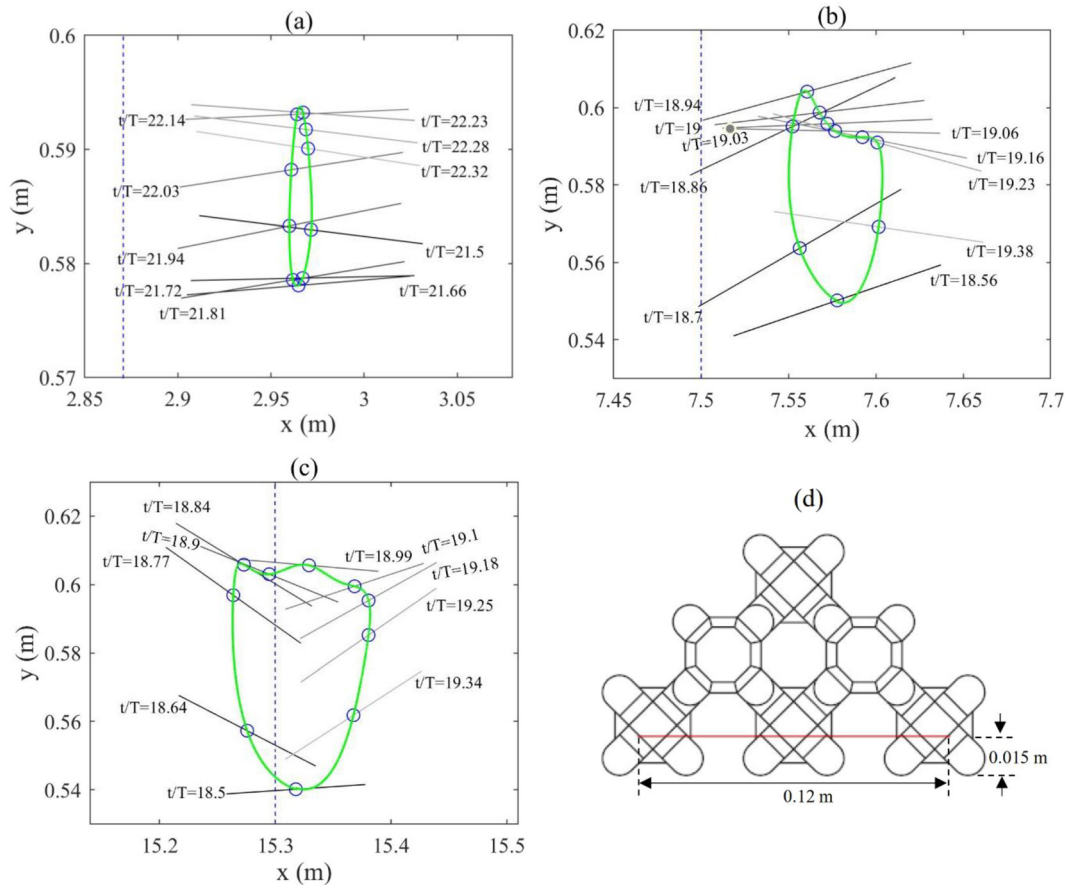 (a)
0.6
0.59
0.58
0.57
y (m)
t/T=22.14
t/T=22.03
t/T=21.94
t/T=21.72
t/T=21.81
t/T=22.23
t/T=22.28
t/T=22.32
t/T=21.5
t/T=21.66
2.85
2.9
2.95
3
3.05
x (m)
(b)
0.62
0.6
0.58
0.56
0.54
y (m)
t/T=18.94
t/T=19
t/T=19.03
t/T=18.86
t/T=18.7
t/T=19.06
t/T=19.16
t/T=19.23
t/T=19.38
t/T=18.56
7.45
7.5
7.55
7.6
7.65
7.7
x (m)
(c)
0.62
0.6
0.58
0.56
0.54
y (m)
t/T=18.84
t/T=18.9
t/T=18.77
t/T=18.64
t/T=18.5
t/T=18.99
t/T=19.1
t/T=19.18
t/T=19.25
t/T=19.34
15.2
15.3
15.4
15.5
x (m)
(d)
0.015 m
0.12 m